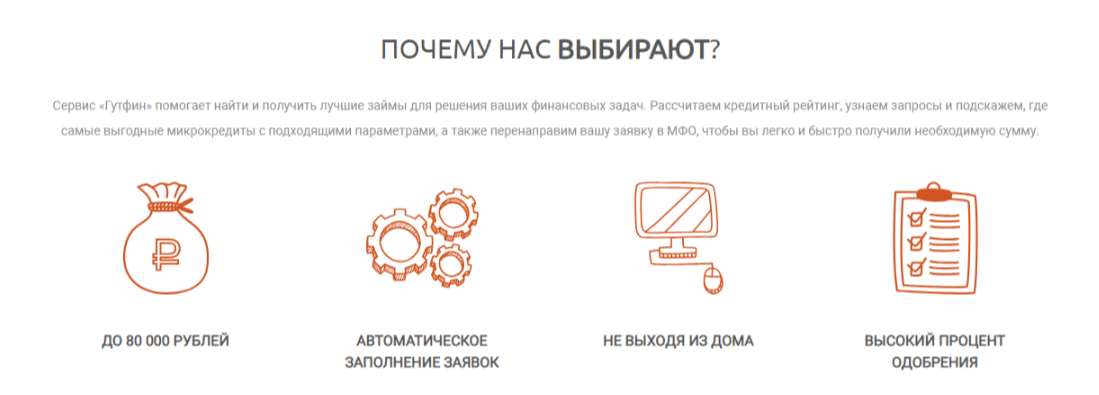 ПОЧЕМУ НАС ВЫБИРАЮТ?
Сервис «Гутфин» помогает найти и получить лучшие займы для решения ваших финансовых задач. Рассчитаем кредитный рейтинг, узнаем запросы и подскажем, где
самые выгодные микрокредиты с подходящими параметрами, а также перенаправим вашу заявку в МФО, чтобы вы легко и быстро получили необходимую сумму.
ДО 80 000 РУБЛЕЙ
АВТОМАТИЧЕСКОЕ
ЗАПОЛНЕНИЕ ЗАЯВОК
НЕ ВЫХОДЯ ИЗ ДОМА
ВЫСОКИЙ ПРОЦЕНТ
ОДОБРЕНИЯ